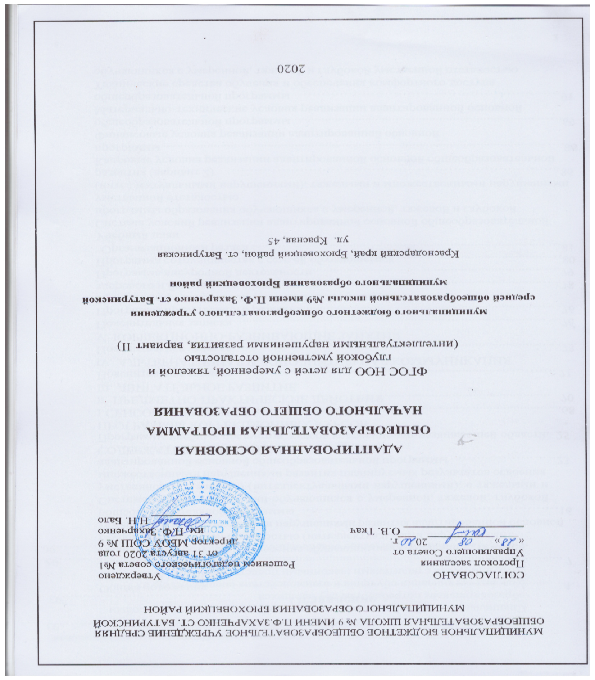 МУНИЦИПАЛЬНОЕ БЮДЖЕТНОЕ ОБЩЕОБРАЗОВАТЕЛЬНОЕ УЧРЕЖДЕНИЕ СРЕДНЯЯ
ОБЩЕОБРАЗОВАТЕЛЬНАЯ ШКОЛА № 9 ИМЕНИ П.Ф.ЗАХАРЧЕНКО СТ. БАТУРИНСКОЙ
МУНИЦИПАЛЬНОГО ОБРАЗОВАНИЯ БРЮХОВЕЦКИЙ РАЙОН
СОГЛАСОВАНО
Протокол заседания
Управляющего Совета от
«28» 08 2020 г.
О.В. Ткач
Утверждено
Решением педагогического совета №1
от 31 августа 2020 года
директор МБОУ СОШ № 9
им. П.Ф. Захарченко
Н.Н. Бало
АДАПТИРОВАННАЯ ОСНОВНАЯ
ОБЩЕОБРАЗОВАТЕЛЬНАЯ ПРОГРАММА
НАЧАЛЬНОГО ОБЩЕГО ОБРАЗОВАНИЯ
ФГОС НОО для детей с умеренной, тяжелой и
глубокой умственной отсталостью
(интеллектуальными нарушениями развития, вариант II)
муниципального бюджетного общеобразовательного учреждения
средней общеобразовательной школы №9 имени П.Ф. Захарченко ст. Батуринской
муниципального образования Брюховецкий район
Краснодарский край, Брюховецкий район, ст. Батуринская
ул. Красная, 45
2020